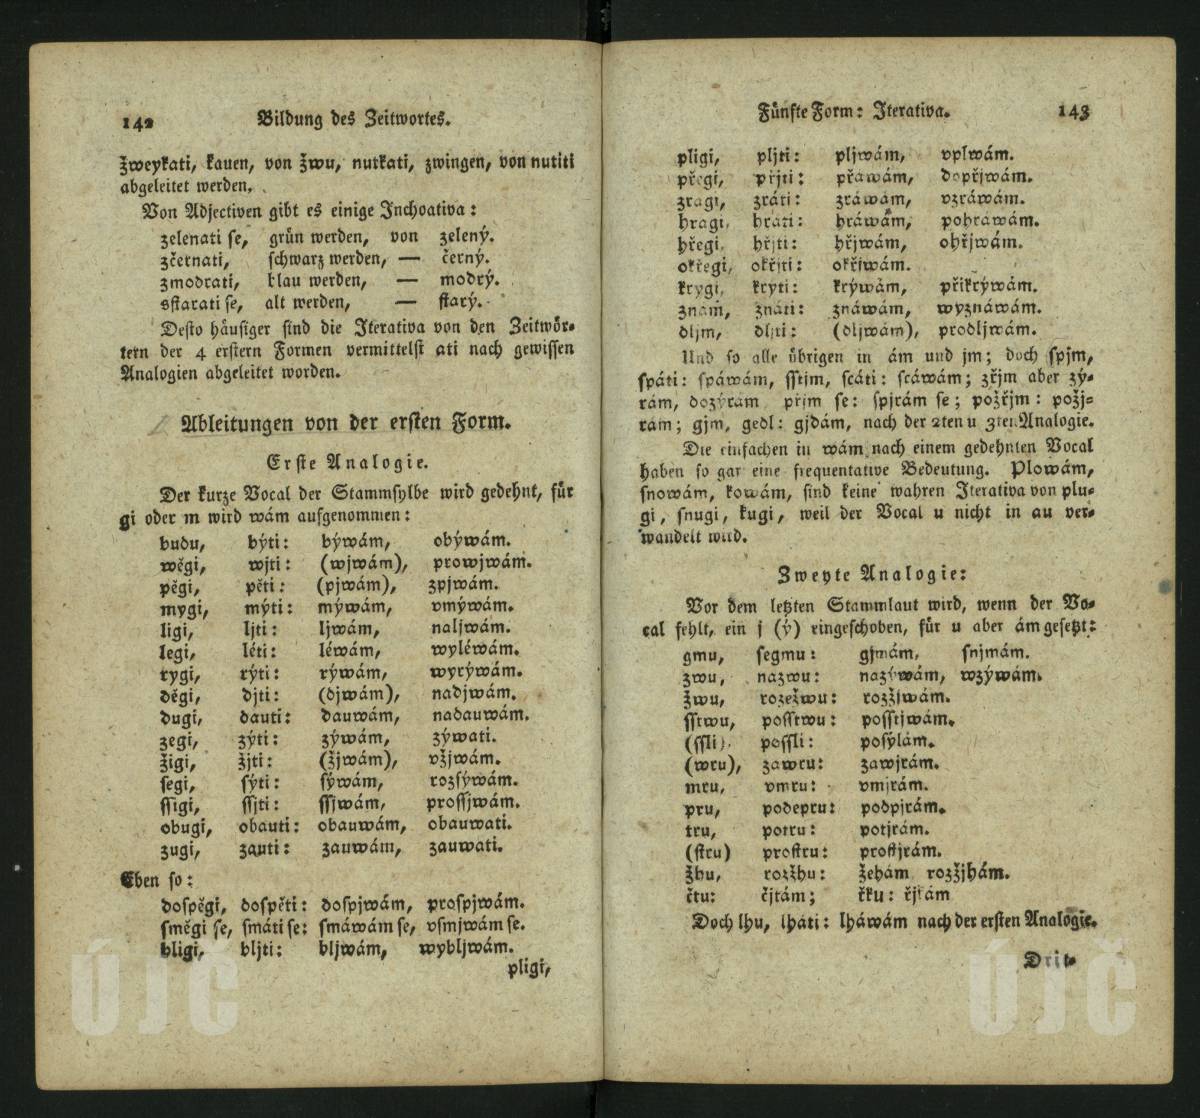 142 Bildung des Zeitwortes.
žweykati, kauen, von žwu, nutkati, zwingen, von nutiti
abgeleitet werden.
Von Adjectiven gibt es einige Inchoativa:
zelenati se, grün werden, von zelený.
zčernati, schwarz werden, — černý.
zmodrati, blau werden, — modrý.
sstarati se, alt werden, — starý.
Desto häufiger sind die Iterativa von den Zeitwör-
tern der 4 erstern Formen vermittelst ati nach gewissen
Analogien abgeleitet worden.
Ableitungen von der ersten Form.
Erste Analogie.
Der kurze Vocal der Stammsylbe wird gedehnt, für
gi oder m wird wám aufgenommen:
budu, býti: býwám, obýwám.
wěgi, wjti: (wjwám), prowjwám.
pěgi, pěti: (pjwám), zpjwám.
mygi, mýti: mýwám, vmýwám.
ligi, ljti: ljwám, naljwám.
legi, léti: léwám, wyléwám.
rygi, rýti: rýwám, wyrýwám.
děgi, djti: (djwám), nadjwám.
dugi, dauti: dauwám, nadauwám.
zegi, zýti: zýwám, zýwati.
žigi, žjti: (žjwám), vžjwám.
segi, sýti: sýwám, rozsýwám.
ssigi, ssjti: ssjwám, prossjwám.
obugi, obauti: obauwám, obauwati.
zugi, zauti: zauwám, zauwati.
Eben so:
dospěgi, dospěti: dospjwám, prospjwám.
směgi se, smáti se: smáwám se, vsmjwám se.
bligi, bljti: bljwám, wybljwám.
pligi,
Fünfte Form: Iterativa. 143
pligi, pljti: pljwám, vplwám.
přegi, přjti: přawám, dopřjwám.
zragi, zráti: zráwám, vzráwám.
hragi, hráti: hráwám, pohráwám.
hřegi, hřjti: hřjwám, ohřjwám.
okřegi, okřjti: okřjwám.
krygi, krýti: krýwám, přikrýwám.
znám, znáti: znáwám, wyznáwám.
dljm, dljti: (dljwám), prodljwám.
Und so alle übrigen in ám und jm; doch spjm,
spáti: spáwám, sstjm, scáti: scáwám; zřjm aber zý-
rám, dozýrám přjm se: spjrám se; požřjm: požj-
rám; gjm, gedl: gjdám, nach der 2ten u 3ten Analogie.
Die einfachen in wám nach einem gedehnten Vocal
haben so gar eine frequentative Bedeutung. Plowám,
snowám, kowám, sind keine wahren Iterativa von plu-
gi, snugi, kugi, weil der Vocal u nicht in au ver-
wandelt wird.
Zweyte Analogie:
Vor dem letzten Stammlaut wird, wenn der Vo-
cal fehlt, ein j (ý) eingeschoben, für u aber ám gesetzt:
gmu, segmu: gjmám, snjmám.
zwu, nazwu: nazýwám, wzýwám.
žwu, rozežwu: rozžjwám.
sstwu, posstwu: posstjwám.
(ssli), possli: posýlám.
(wru), zawru: zawjrám.
mru, vmru: vmjrám.
pru, podepru: podpjrám.
tru, potru: potjrám.
(stru) prostru: prostjrám.
žhu, rozžhu: žehám rozžjhám.
čtu: čjtám; řku: řjkám
Doch lhu, lháti: lháwám nach der ersten Analogie.
Drit-
ÚJČ
ÚJČ